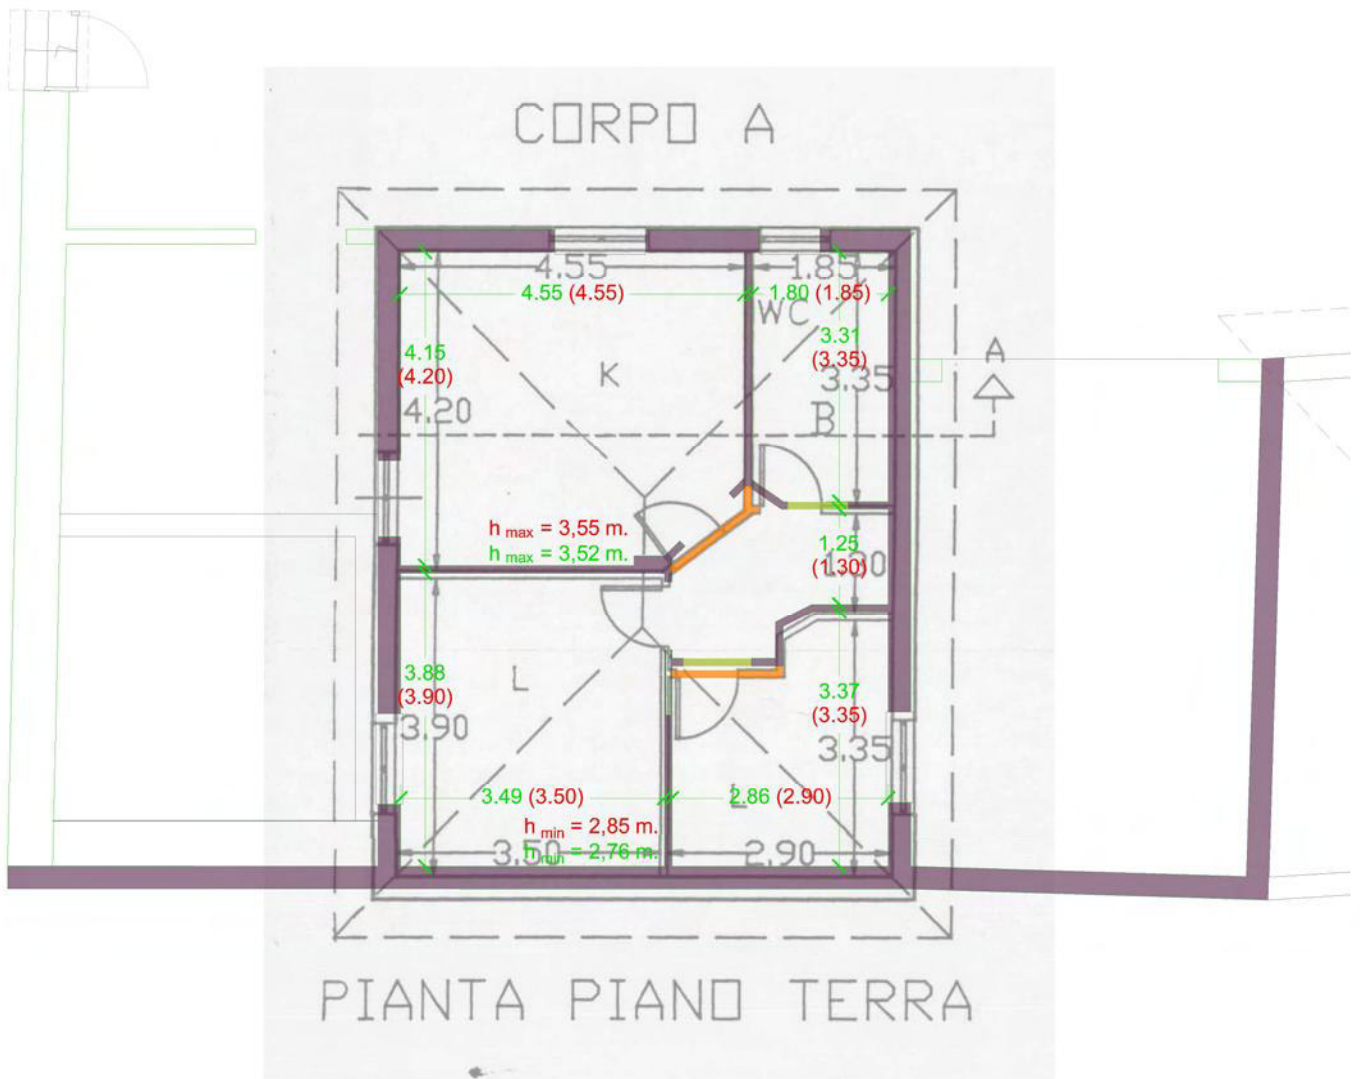 CORPO A
4.55
1.85
4.55 (4.55)
1.80 (1.85)
WC
3.31
(3.35)
3.35
4.15
(4.20)
4.20
K
B
A
h max = 3,55 m.
h max = 3,52 m.
1.25
(1.30)
1.30
3.88
(3.90)
3.90
L
3.37
(3.35)
3.35
3.49 (3.50)
2.86 (2.90)
L
h min = 2,85 m.
h min = 2,76 m.
3.50
2.90
PIANTA PIANO TERRA